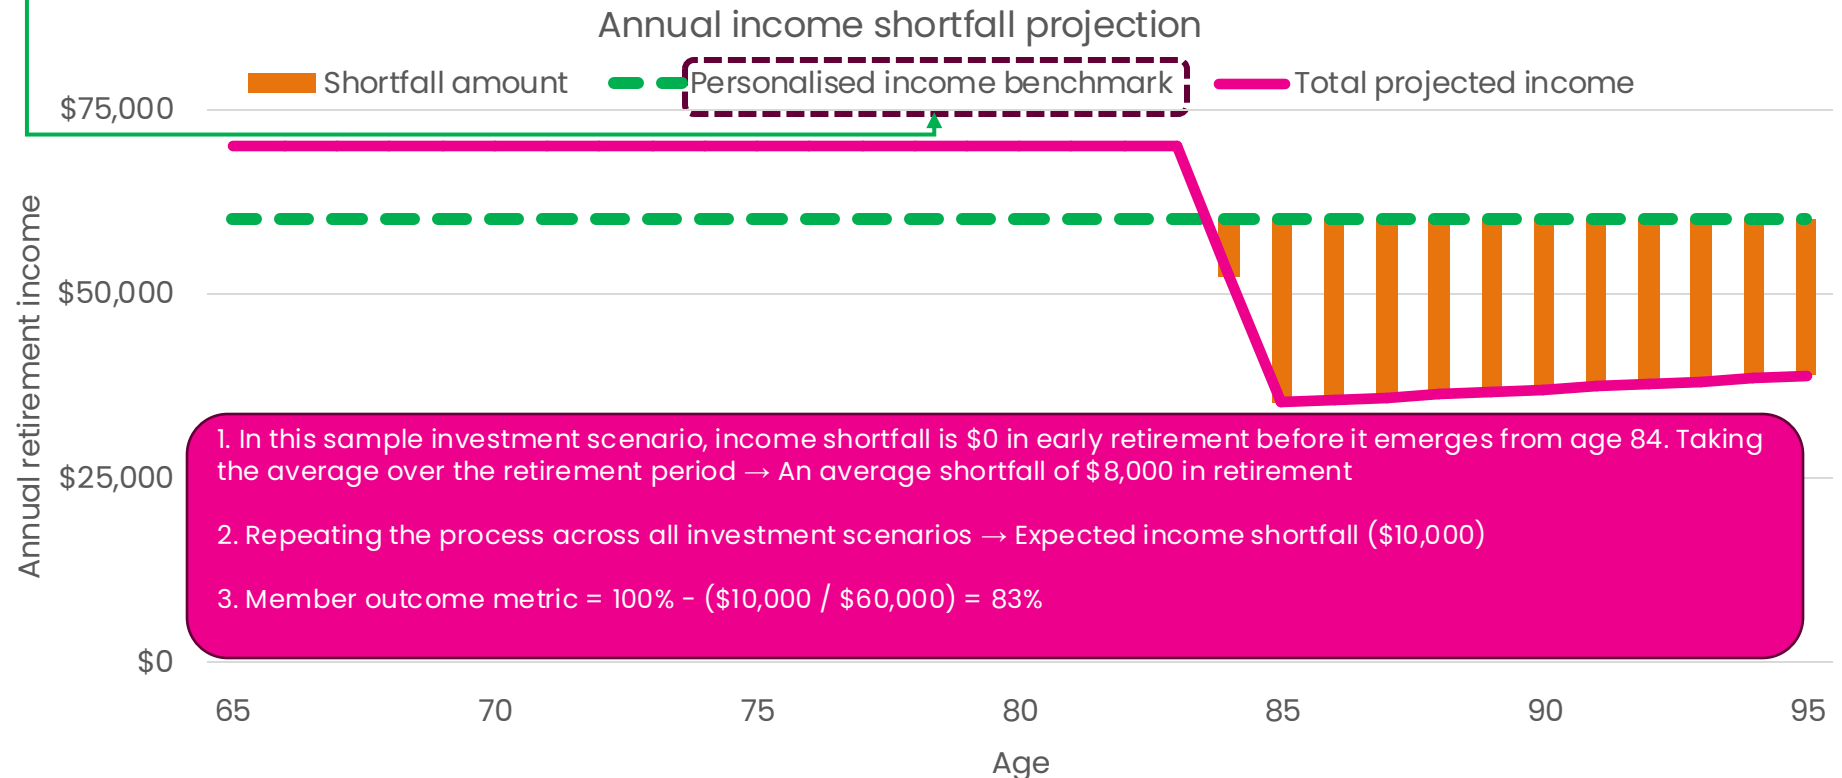 Annual income shortfall projection
Shortfall amount
Personalised income benchmark
Total projected income
Annual retirement income
$75,000
$50,000
$25,000
$0
1. In this sample investment scenario, income shortfall is $0 in early retirement before it emerges from age 84. Taking
the average over the retirement period → An average shortfall of $8,000 in retirement
2. Repeating the process across all investment scenarios → Expected income shortfall ($10,000)
3. Member outcome metric = 100% - ($10,000 / $60,000) = 83%
65 70 75 80 85 90 95
Age